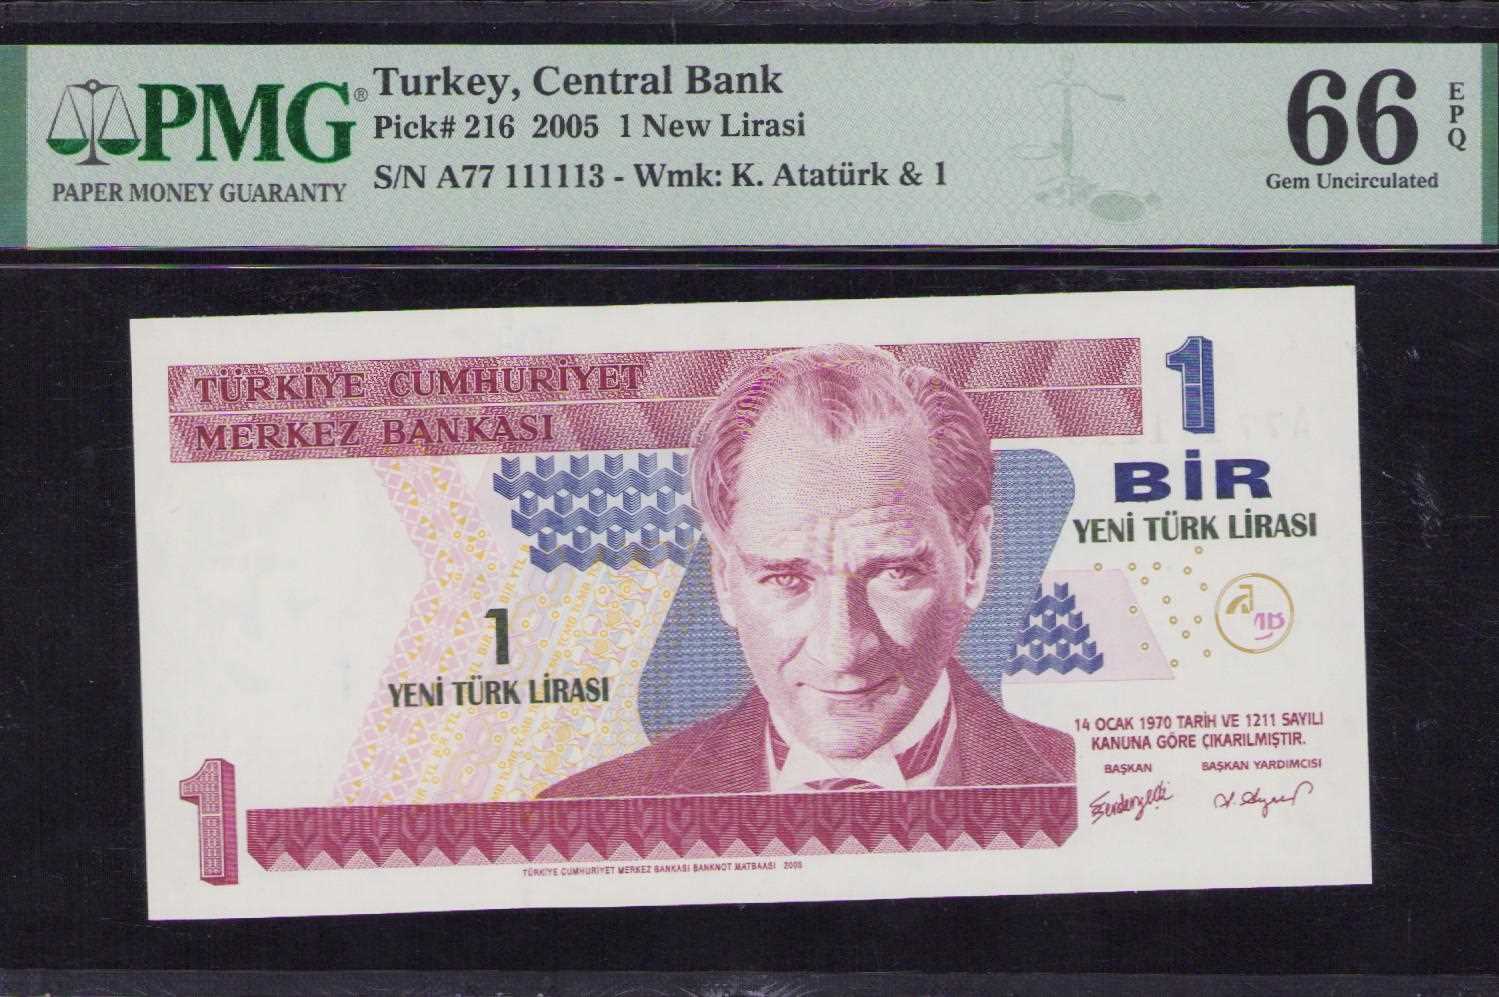 PMG®
PAPER MONEY GUARANTY
Turkey, Central Bank
Pick# 216 2005 1 New Lirasi
S/N A77 111113 - Wmk: K. Atatürk & 1
66
EPQ
Gem Uncirculated
TÜRKİYE CUMHURİYET
MERKEZ BANKASI
1
BİR
YENİ TÜRK LİRASI
1
YENİ TÜRK LİRASI
14 OCAK 1970 TARİH VE 1211 SAYILI
KANUNA GÖRE ÇIKARILMIŞTIR.
BAŞKAN BAŞKAN YARDIMCISI
1
TÜRKİYE CUMHURİYET MERKEZ BANKASI BANKNOT MATBAASI 2005